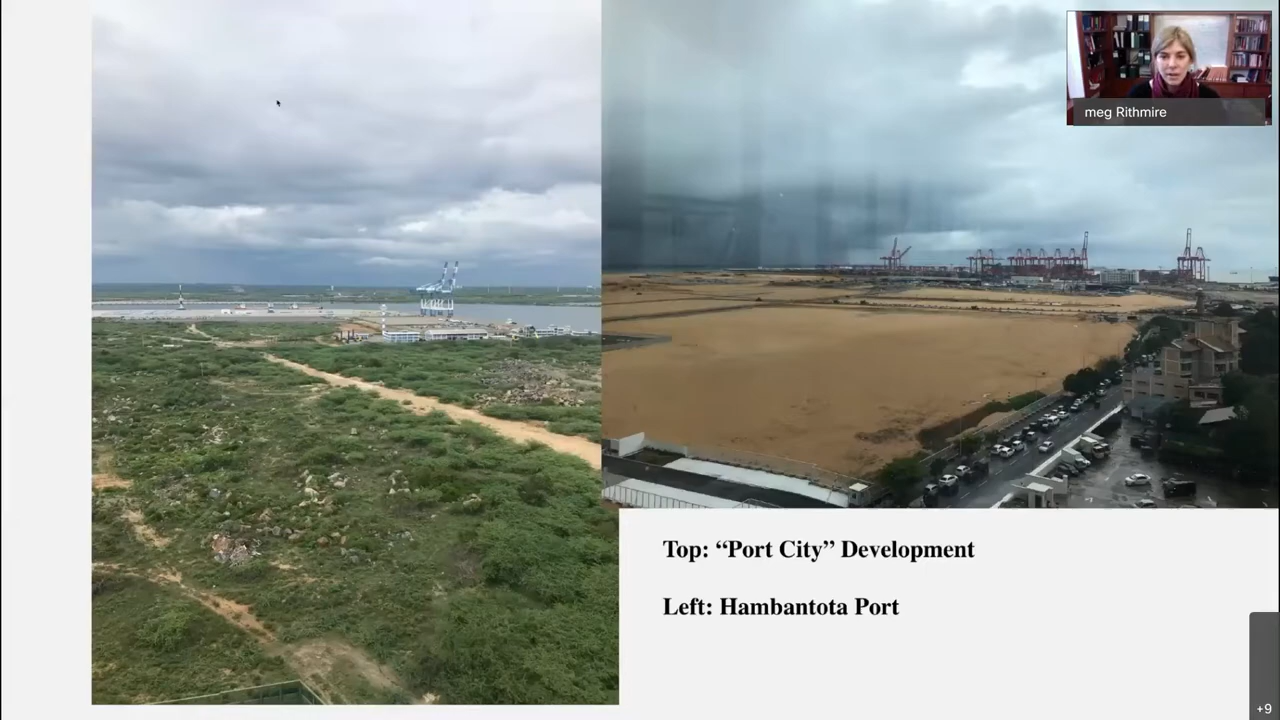 meg Rithmire
Top: “Port City” Development
Left: Hambantota Port
+9